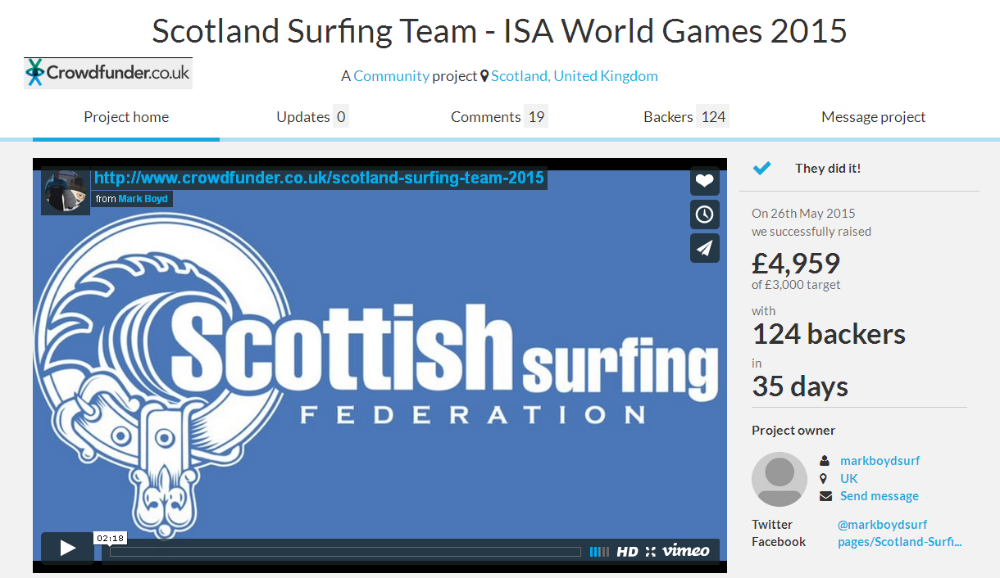 Scotland Surfing Team - ISA World Games 2015
Crowdfunder.co.uk
A Community project Scotland, United Kingdom
Project home Updates 0 Comments 19 Backers 124 Message project
http://www.crowdfunder.co.uk/scotland-surfing-team-2015
from Mark Boyd
Scottish surfing
FEDERATION
02:18
HD vimeo
They did it!
On 26th May 2015
we successfully raised
£4,959
of £3,000 target
with
124 backers
in
35 days
Project owner
markboydsurf
UK
Send message
Twitter @markboydsurf
Facebook pages/Scotland-Surfi...